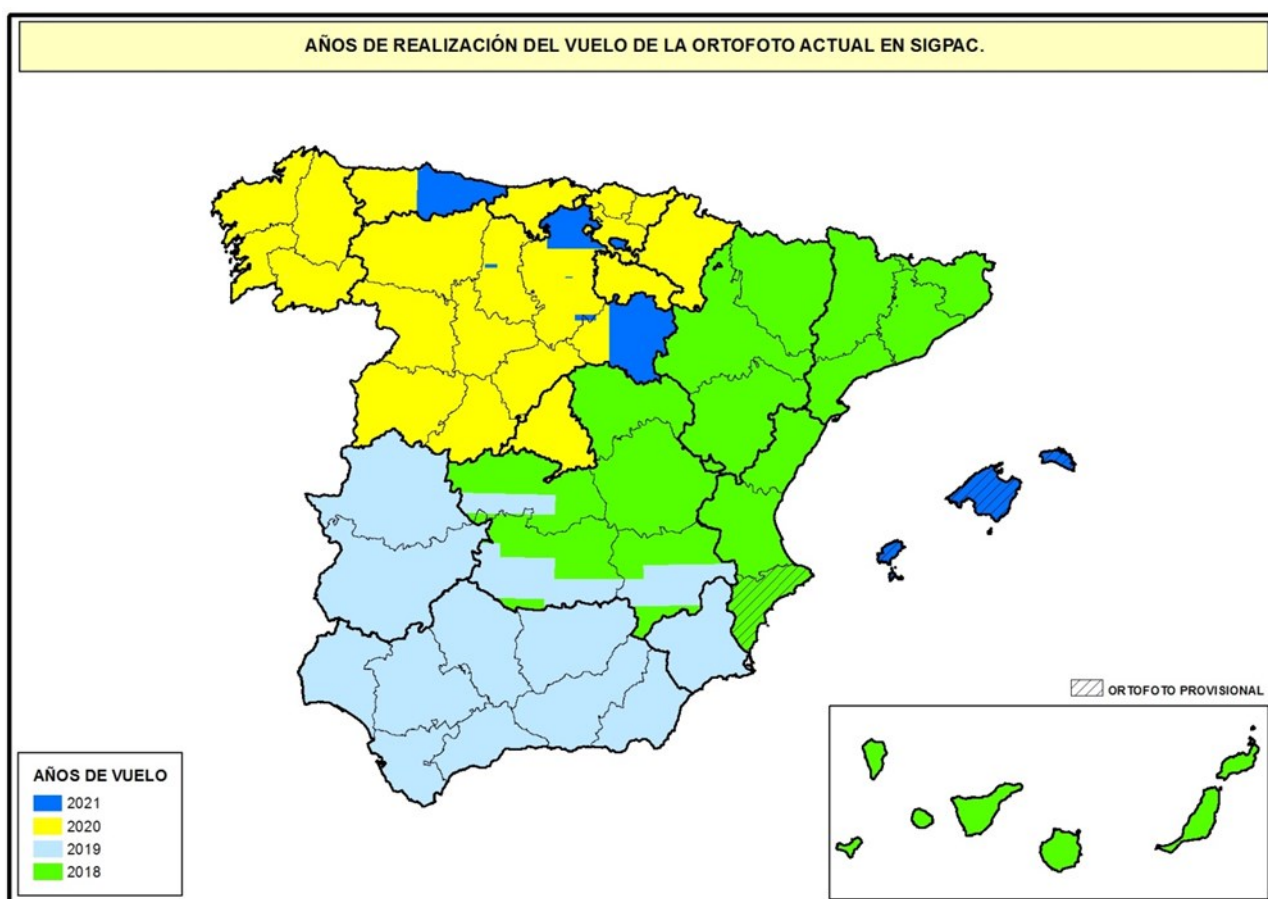 AÑOS DE REALIZACIÓN DEL VUELO DE LA ORTOFOTO ACTUAL EN SIGPAC.
ORTOFOTO PROVISIONAL
AÑOS DE VUELO
2021
2020
2019
2018